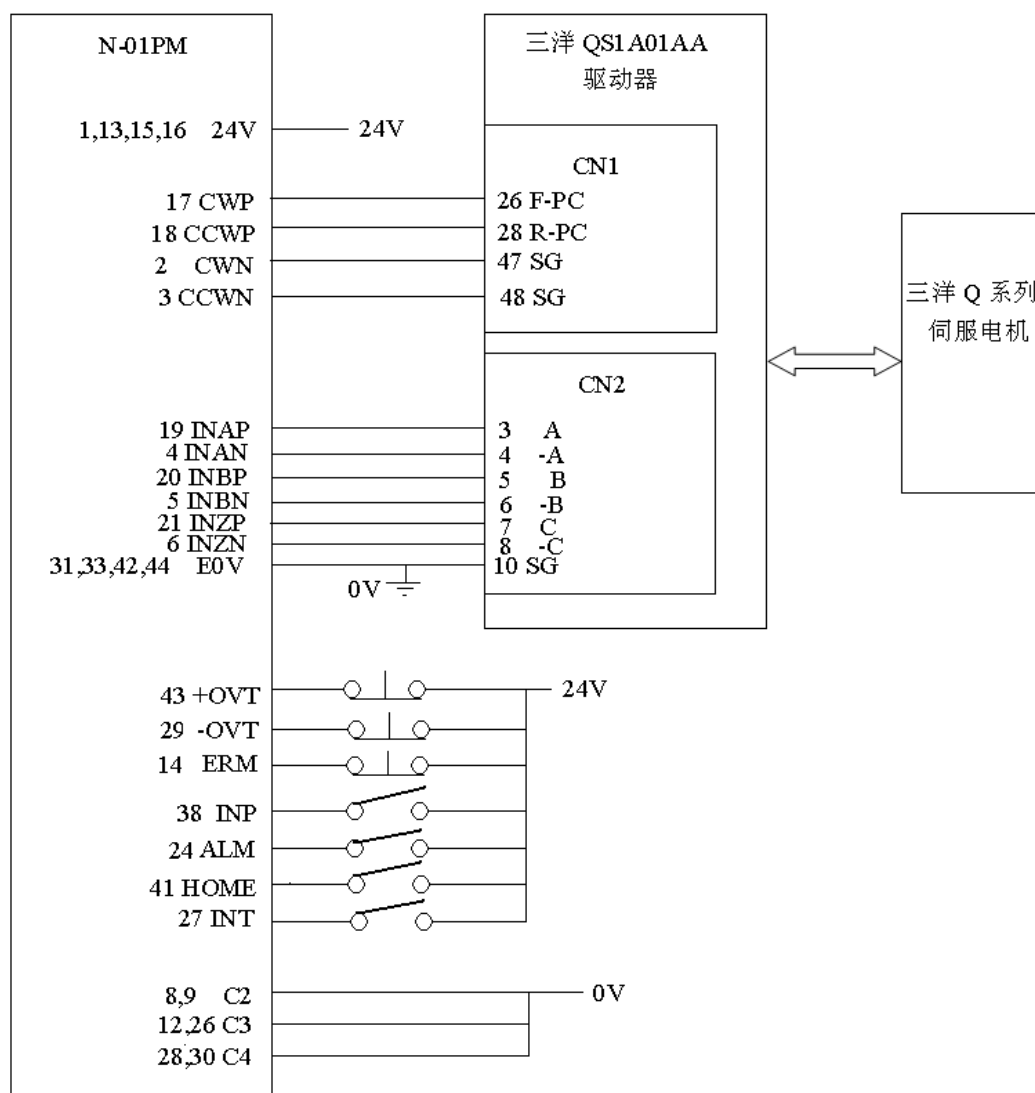 N-01PM
三洋 QS1A01AA
驱动器
1,13,15,16 24V
24V
CN1
17 CWP
26 F-PC
18 CCWP
28 R-PC
2 CWN
47 SG
3 CCWN
48 SG
三洋 Q 系列
伺服电机
CN2
19 INAP
3 A
4 INAN
4 -A
20 INBP
5 B
5 INBN
6 -B
21 INZP
7 C
6 INZN
8 -C
31,33,42,44 E0V
10 SG
0V
43 +OVT
24V
29 -OVT
14 ERM
38 INP
24 ALM
41 HOME
27 INT
8,9 C2
0V
12,26 C3
28,30 C4